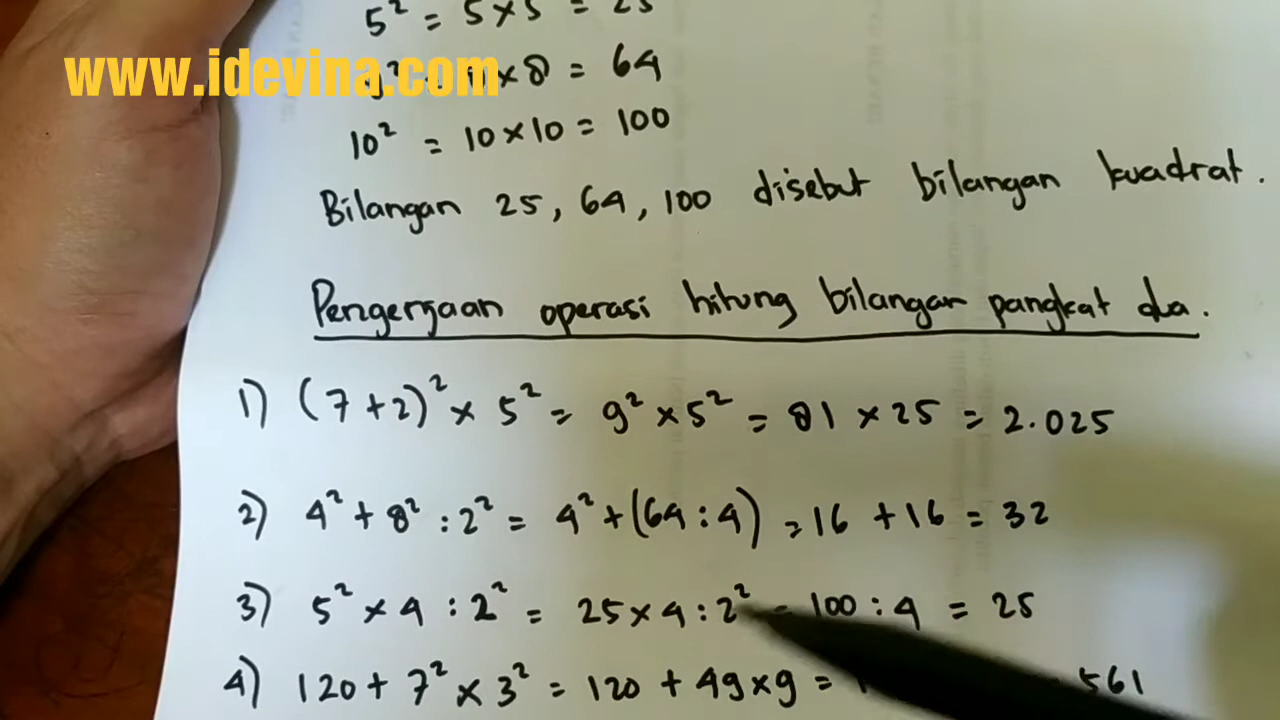 5² = 5 × 5 = 25
www.idevina.com
× 8 = 64
10² = 10 × 10 = 100
Bilangan 25, 64, 100 disebut bilangan kuadrat.
Pengerjaan operasi hitung bilangan pangkat dua.
1) (7 + 2)² × 5² = 9² × 5² = 81 × 25 = 2.025
2) 4² + 8² : 2² = 4² + (64 : 4) = 16 + 16 = 32
3) 5² × 4 : 2² = 25 × 4 : 2² = 100 : 4 = 25
4) 120 + 7² × 3² = 120 + 49 × 9 = 561